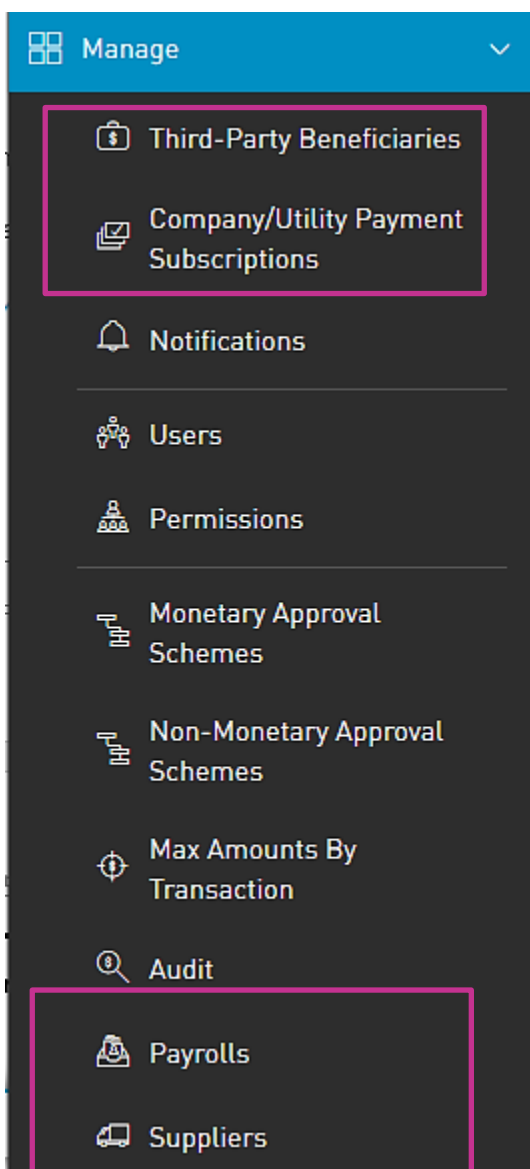 Manage
Third-Party Beneficiaries
Company/Utility Payment
Subscriptions
Notifications
Users
Permissions
Monetary Approval
Schemes
Non-Monetary Approval
Schemes
Max Amounts By
Transaction
Audit
Payrolls
Suppliers